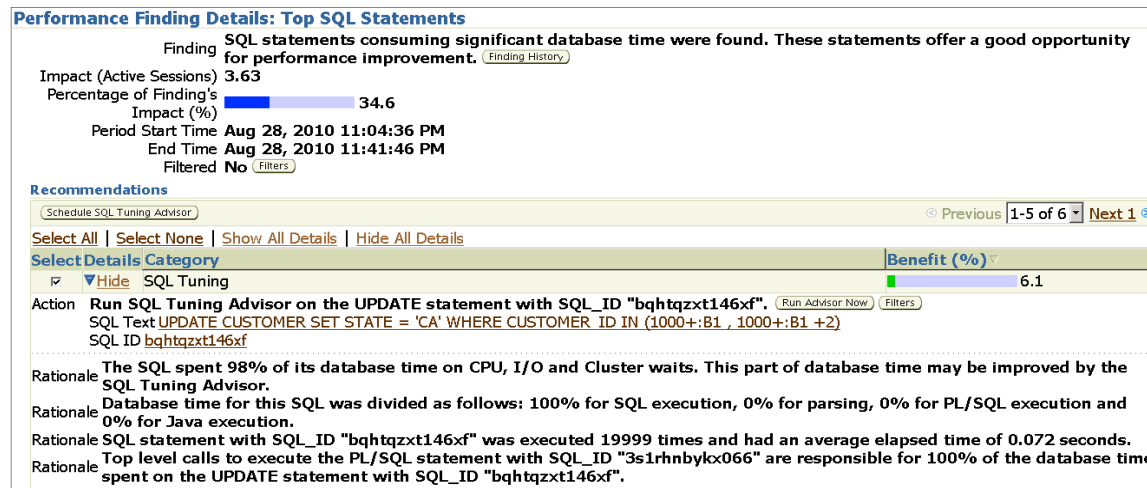 Performance Finding Details: Top SQL Statements
Finding SQL statements consuming significant database time were found. These statements offer a good opportunity
for performance improvement. Finding History
Impact (Active Sessions) 3.63
Percentage of Finding's
Impact (%) 34.6
Period Start Time Aug 28, 2010 11:04:36 PM
End Time Aug 28, 2010 11:41:46 PM
Filtered No Filters
Recommendations
Schedule SQL Tuning Advisor Previous 1-5 of 6 Next 1
Select All | Select None | Show All Details | Hide All Details
Select Details Category Benefit (%)
Hide SQL Tuning 6.1
Action Run SQL Tuning Advisor on the UPDATE statement with SQL_ID "bqhtqzxt146xf". Run Advisor Now Filters
SQL Text UPDATE CUSTOMER SET STATE = 'CA' WHERE CUSTOMER_ID IN (1000+:B1 , 1000+:B1 +2)
SQL ID bqhtqzxt146xf
Rationale The SQL spent 98% of its database time on CPU, I/O and Cluster waits. This part of database time may be improved by the
SQL Tuning Advisor.
Rationale Database time for this SQL was divided as follows: 100% for SQL execution, 0% for parsing, 0% for PL/SQL execution and
0% for Java execution.
Rationale SQL statement with SQL_ID "bqhtqzxt146xf" was executed 19999 times and had an average elapsed time of 0.072 seconds.
Rationale Top level calls to execute the PL/SQL statement with SQL_ID "3s1rhnbykx066" are responsible for 100% of the database time
spent on the UPDATE statement with SQL_ID "bqhtqzxt146xf".